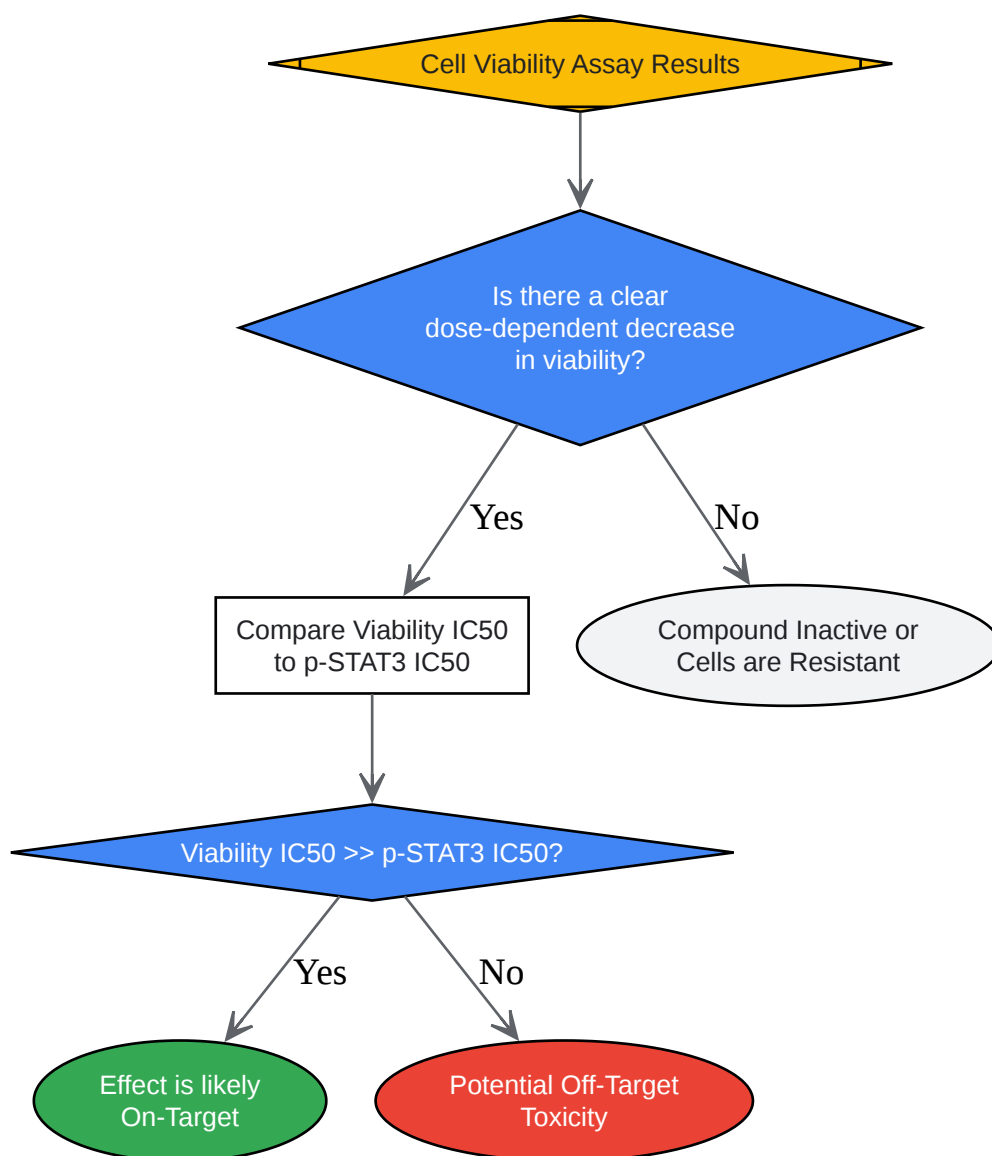 Cell Viability Assay Results
Is there a clear
dose-dependent decrease
in viability?
Yes
No
Compare Viability IC50
to p-STAT3 IC50
Compound Inactive or
Cells are Resistant
Viability IC50 >> p-STAT3 IC50?
Yes
No
Effect is likely
On-Target
Potential Off-Target
Toxicity